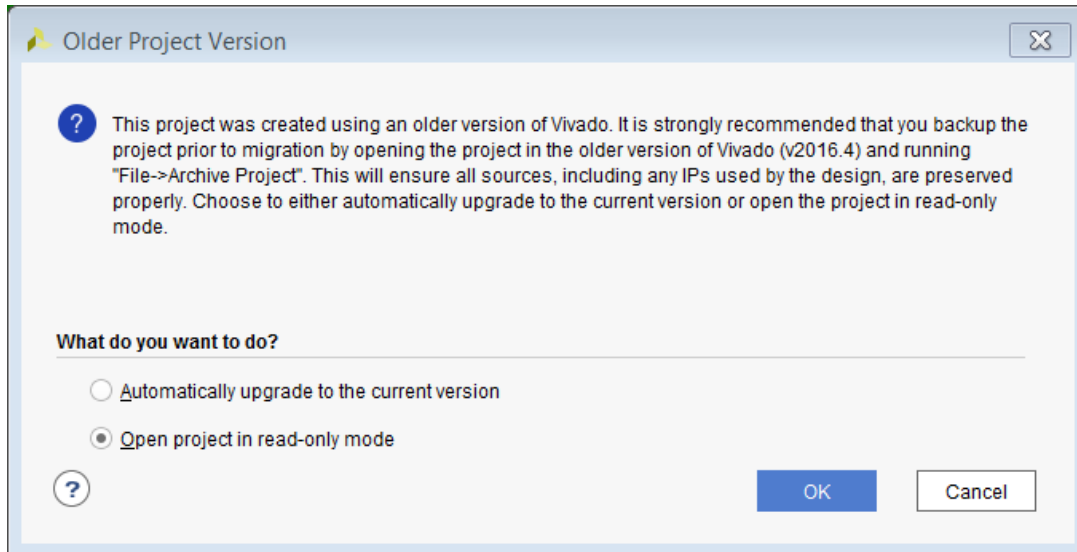 Older Project Version
?
This project was created using an older version of Vivado. It is strongly recommended that you backup the
project prior to migration by opening the project in the older version of Vivado (v2016.4) and running
"File->Archive Project". This will ensure all sources, including any IPs used by the design, are preserved
properly. Choose to either automatically upgrade to the current version or open the project in read-only
mode.
What do you want to do?
Automatically upgrade to the current version
Open project in read-only mode
?
OK
Cancel